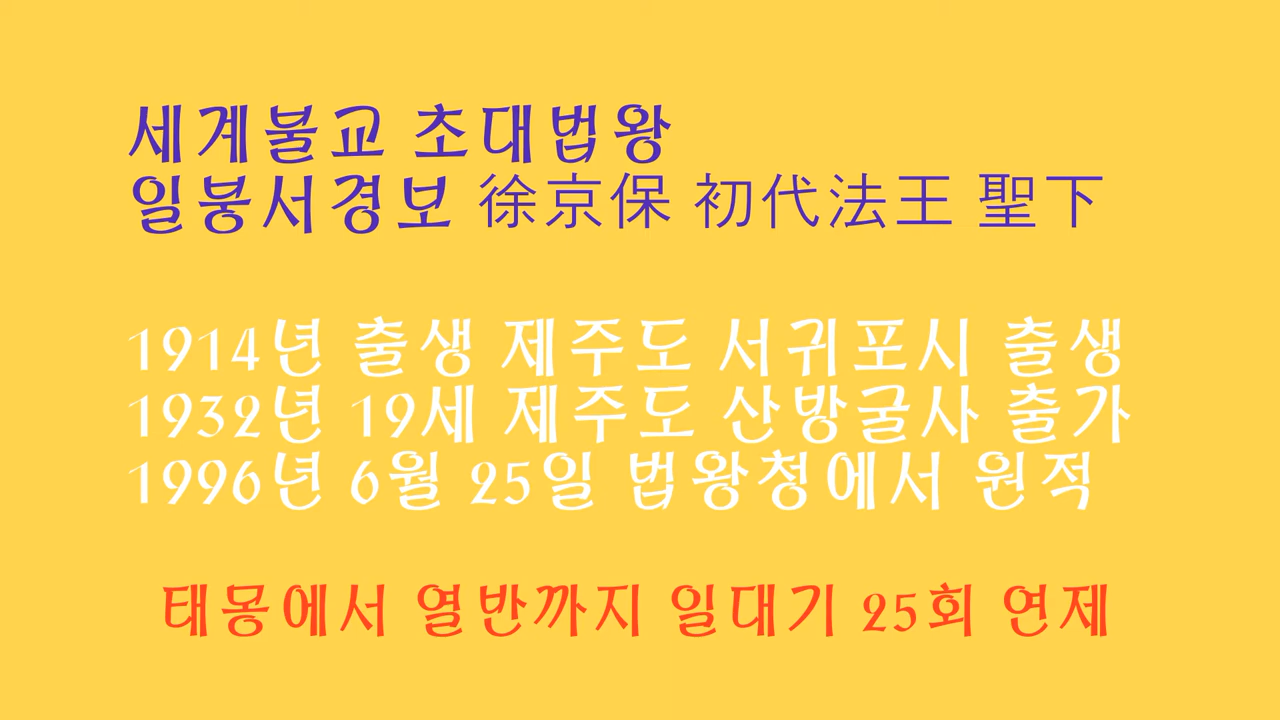 세계불교 초대법왕
일붕서경보 徐京保 初代法王 聖下
1914년 출생 제주도 서귀포시 출생
1932년 19세 제주도 산방굴사 출가
1996년 6월 25일 법왕청에서 원적
태몽에서 열반까지 일대기 25회 연제